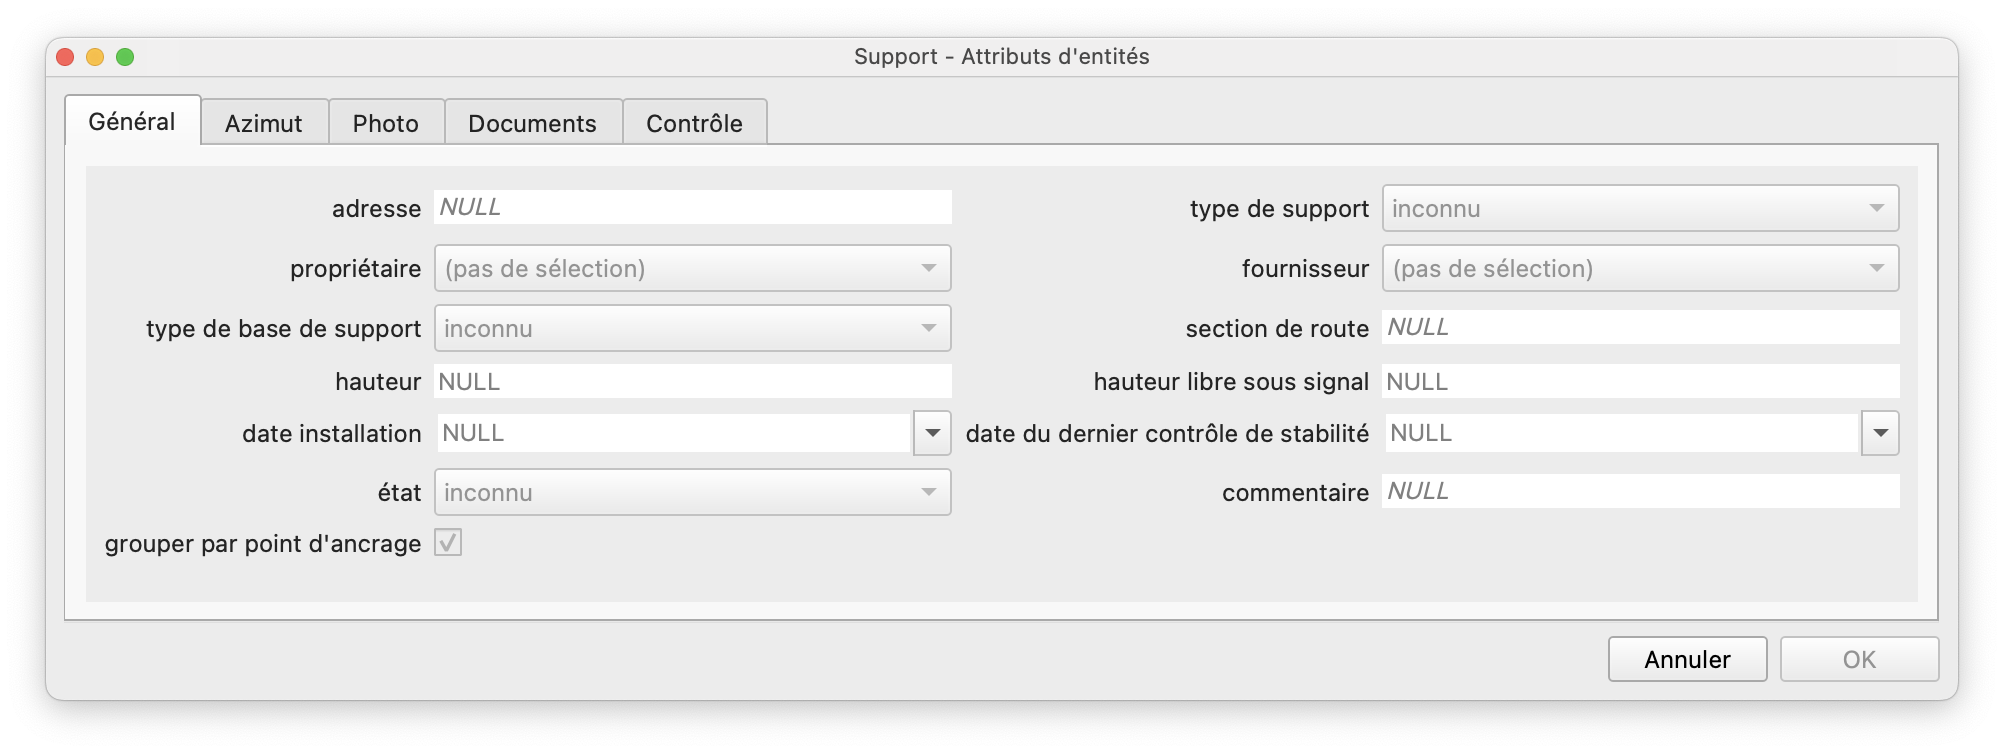 Support - Attributs d'entités
Général Azimut Photo Documents Contrôle
adresse NULL type de support inconnu
propriétaire (pas de sélection) fournisseur (pas de sélection)
type de base de support inconnu section de route NULL
hauteur NULL hauteur libre sous signal NULL
date installation NULL date du dernier contrôle de stabilité NULL
état inconnu commentaire NULL
grouper par point d'ancrage
Annuler OK